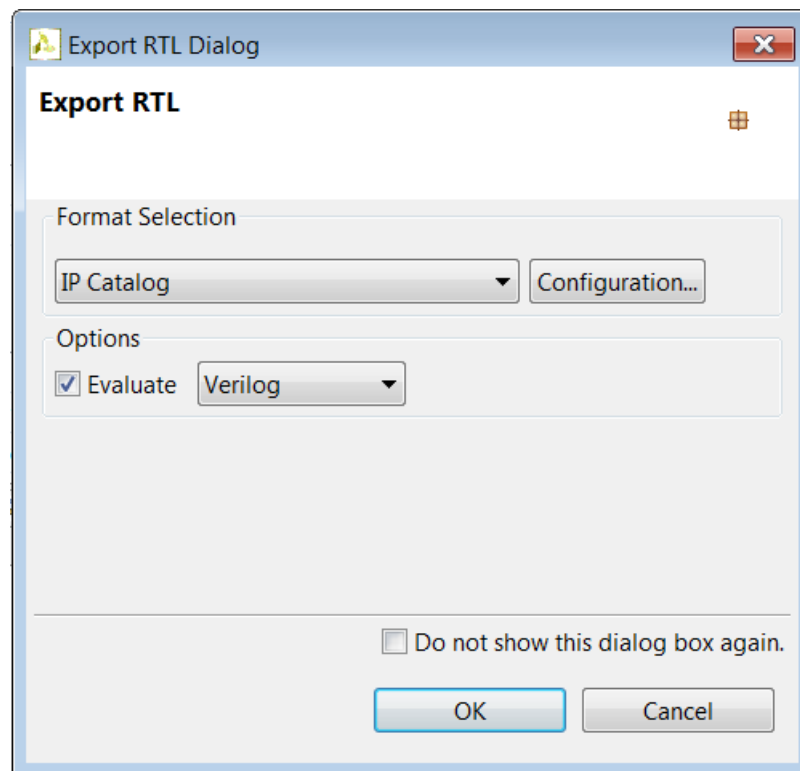 Export RTL Dialog
Export RTL
Format Selection
IP Catalog Configuration...
Options
Evaluate Verilog
Do not show this dialog box again.
OK Cancel